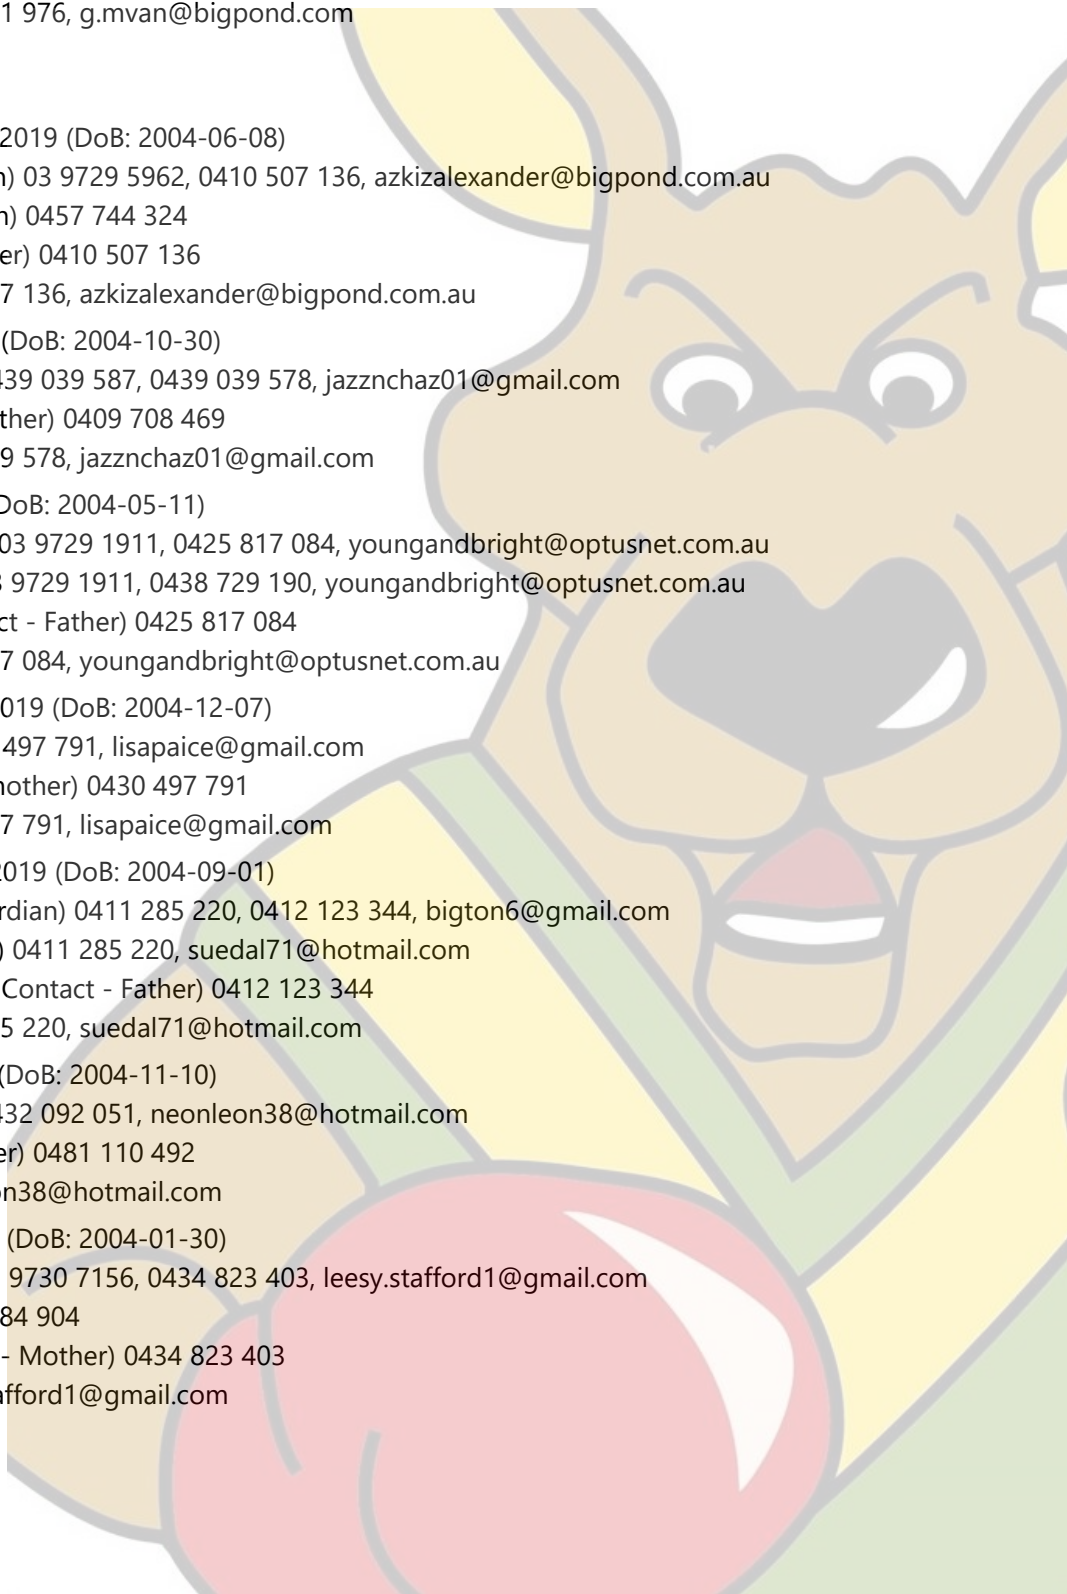 1 976, g.mvan@bigpond.com
2019 (DoB: 2004-06-08)
) 03 9729 5962, 0410 507 136, azkizalexander@bigpond.com.au
) 0457 744 324
er) 0410 507 136
7 136, azkizalexander@bigpond.com.au
(DoB: 2004-10-30)
39 039 587, 0439 039 578, jazznchaz01@gmail.com
ther) 0409 708 469
9 578, jazznchaz01@gmail.com
DoB: 2004-05-11)
03 9729 1911, 0425 817 084, youngandbright@optusnet.com.au
9729 1911, 0438 729 190, youngandbright@optusnet.com.au
ct - Father) 0425 817 084
7 084, youngandbright@optusnet.com.au
019 (DoB: 2004-12-07)
497 791, lisapaice@gmail.com
mother) 0430 497 791
7 791, lisapaice@gmail.com
2019 (DoB: 2004-09-01)
rdian) 0411 285 220, 0412 123 344, bigton6@gmail.com
) 0411 285 220, suedal71@hotmail.com
Contact - Father) 0412 123 344
5 220, suedal71@hotmail.com
(DoB: 2004-11-10)
432 092 051, neonleon38@hotmail.com
er) 0481 110 492
on38@hotmail.com
(DoB: 2004-01-30)
9730 7156, 0434 823 403, leesy.stafford1@gmail.com
84 904
- Mother) 0434 823 403
afford1@gmail.com